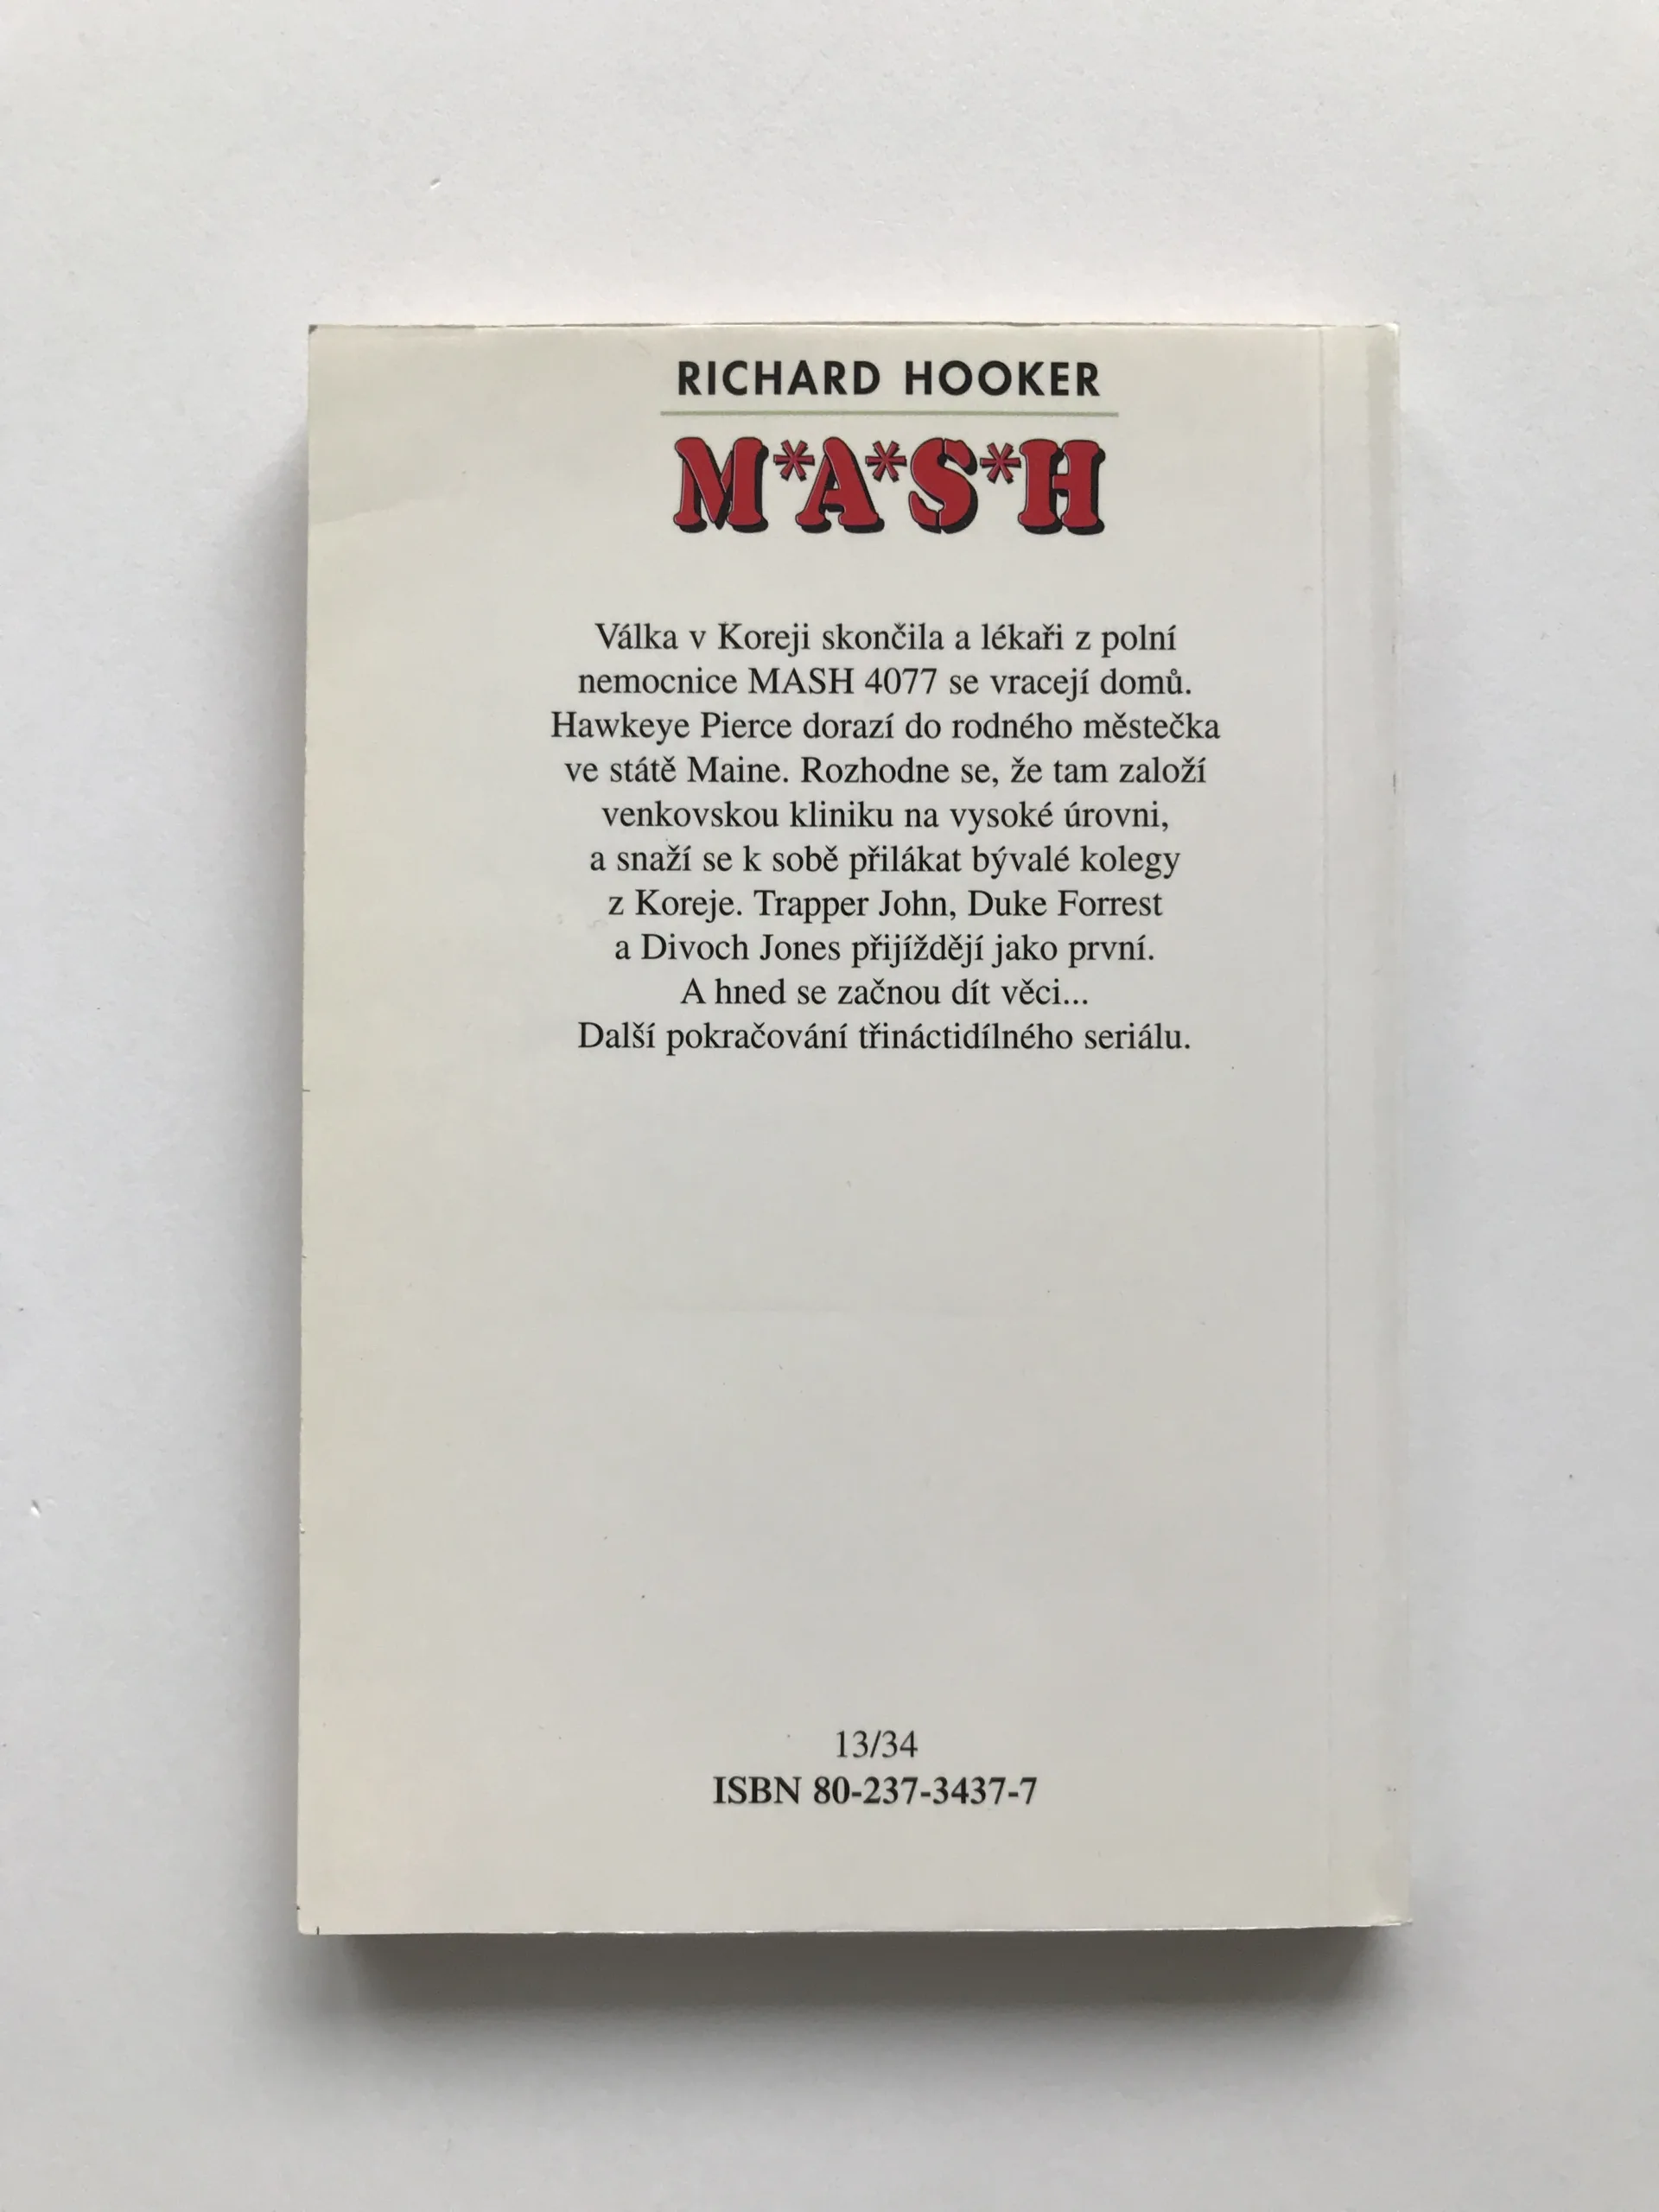 RICHARD HOOKER
M*A*S*H
Válka v Koreji skončila a lékaři z polní
nemocnice MASH 4077 se vracejí domů.
Hawkeye Pierce dorazí do rodného městečka
ve státě Maine. Rozhodne se, že tam založí
venkovskou kliniku na vysoké úrovni,
a snaží se k sobě přilákat bývalé kolegy
z Koreje. Trapper John, Duke Forrest
a Divoch Jones přijíždějí jako první.
A hned se začnou dít věci...
Další pokračování třináctidílného seriálu.
13/34
ISBN 80-237-3437-7